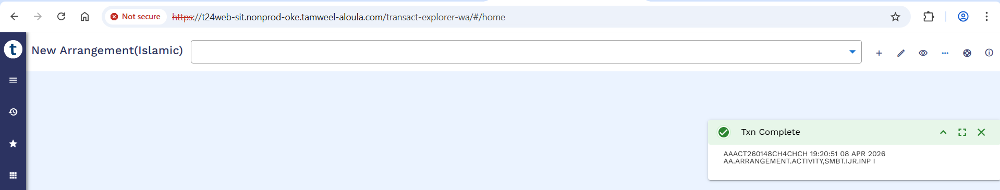 Not secure https://t24web-sit.nonprod-oke.tamweel-aloula.com/transact-explorer-wa/#/home
t
New Arrangement(Islamic)
Txn Complete
AAACT260148CH4CHCH 19:20:51 08 APR 2026
AA.ARRANGEMENT.ACTIVITY,SMBT.IJR.INP I